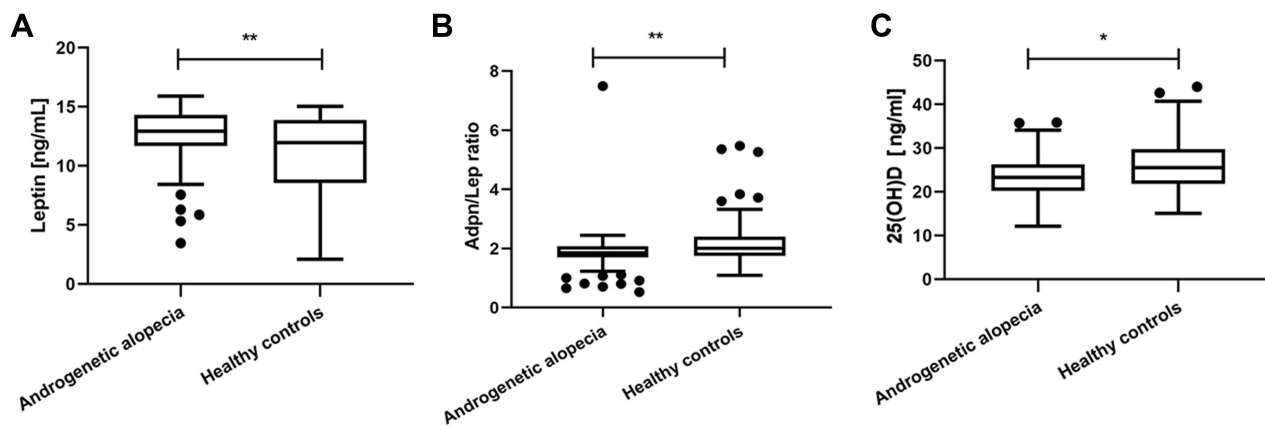 A
**
20
15
10
5
0
Leptin [ng/mL]
Androgenetic alopecia
Healthy controls
B
**
8
6
4
2
0
Adpn/Lep ratio
Androgenetic alopecia
Healthy controls
C
*
50
40
30
20
10
0
25(OH)D [ ng/ml]
Androgenetic alopecia
Healthy controls